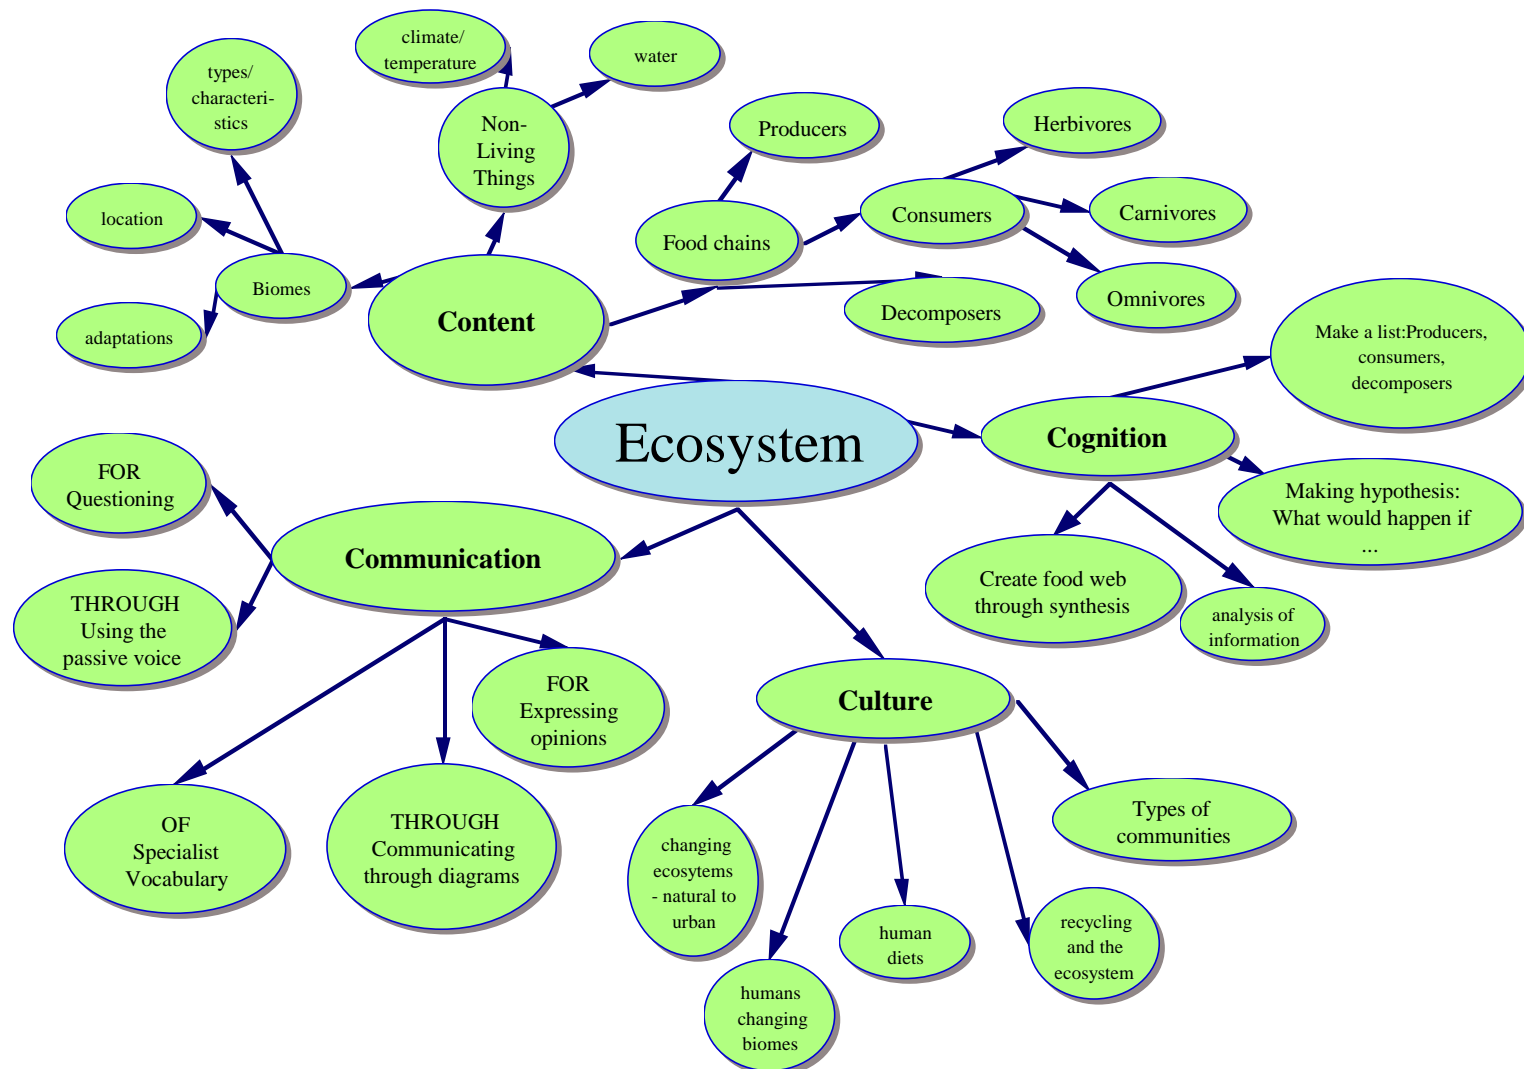 climate/
temperature
water
types/
characteri-
stics
Non-
Living
Things
Producers
Herbivores
location
Consumers
Carnivores
Food chains
Biomes
Omnivores
Decomposers
Content
adaptations
Make a list:Producers,
consumers,
decomposers
Ecosystem
Cognition
FOR
Questioning
Making hypothesis:
What would happen if
...
Communication
Create food web
through synthesis
analysis of
information
THROUGH
Using the
passive voice
FOR
Expressing
opinions
Culture
OF
Specialist
Vocabulary
THROUGH
Communicating
through diagrams
Types of
communities
changing
ecosytems
- natural to
urban
human
diets
recycling
and the
ecosystem
humans
changing
biomes